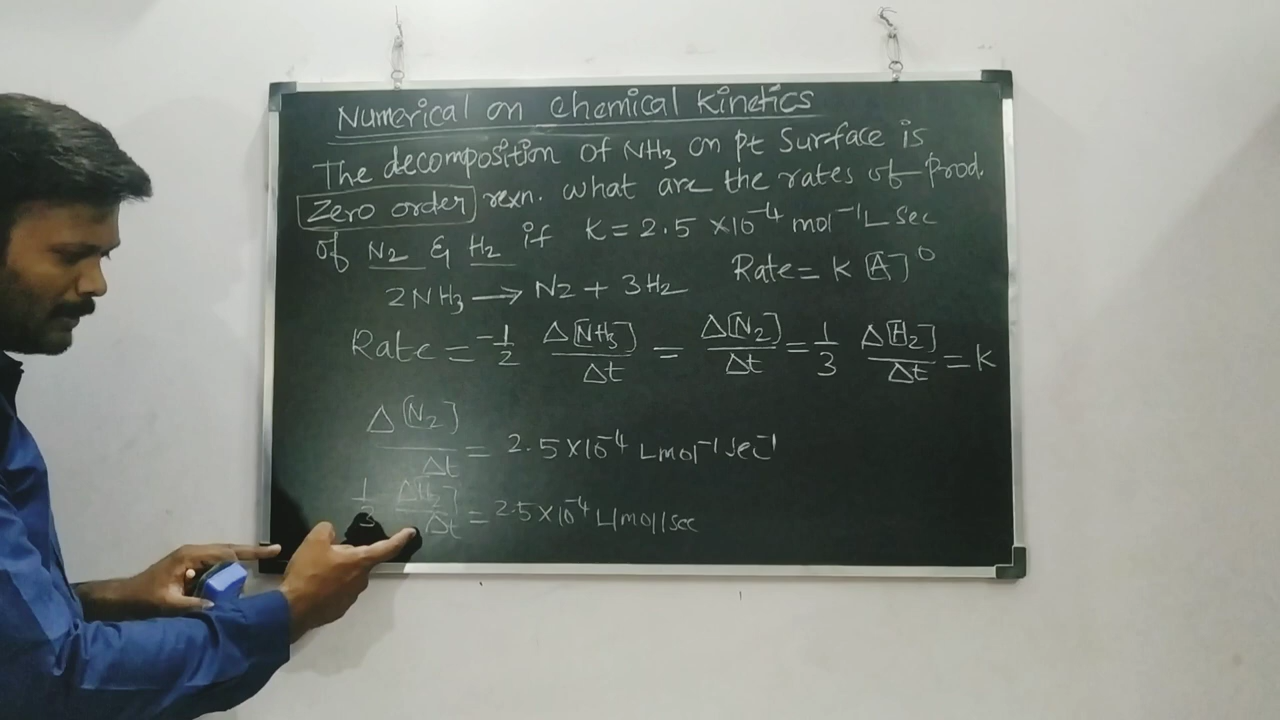 Numerical on Chemical Kinetics
The decomposition of NH3 on pt Surface is
Zero order rexn. what are the rates of prod.
of N2 & H2 if K = 2.5 ×10⁻⁴ mol⁻¹ L Sec
2NH3 → N2 + 3H2 Rate = K [A]⁰
Rate = -1/2 Δ[NH3]/Δt = Δ[N2]/Δt = 1/3 Δ[H2]/Δt = K
Δ[N2]/Δt = 2.5×10⁻⁴ L mol⁻¹ Sec⁻¹
1/3 Δ[H2]/Δt = 2.5×10⁻⁴ L/mol/sec